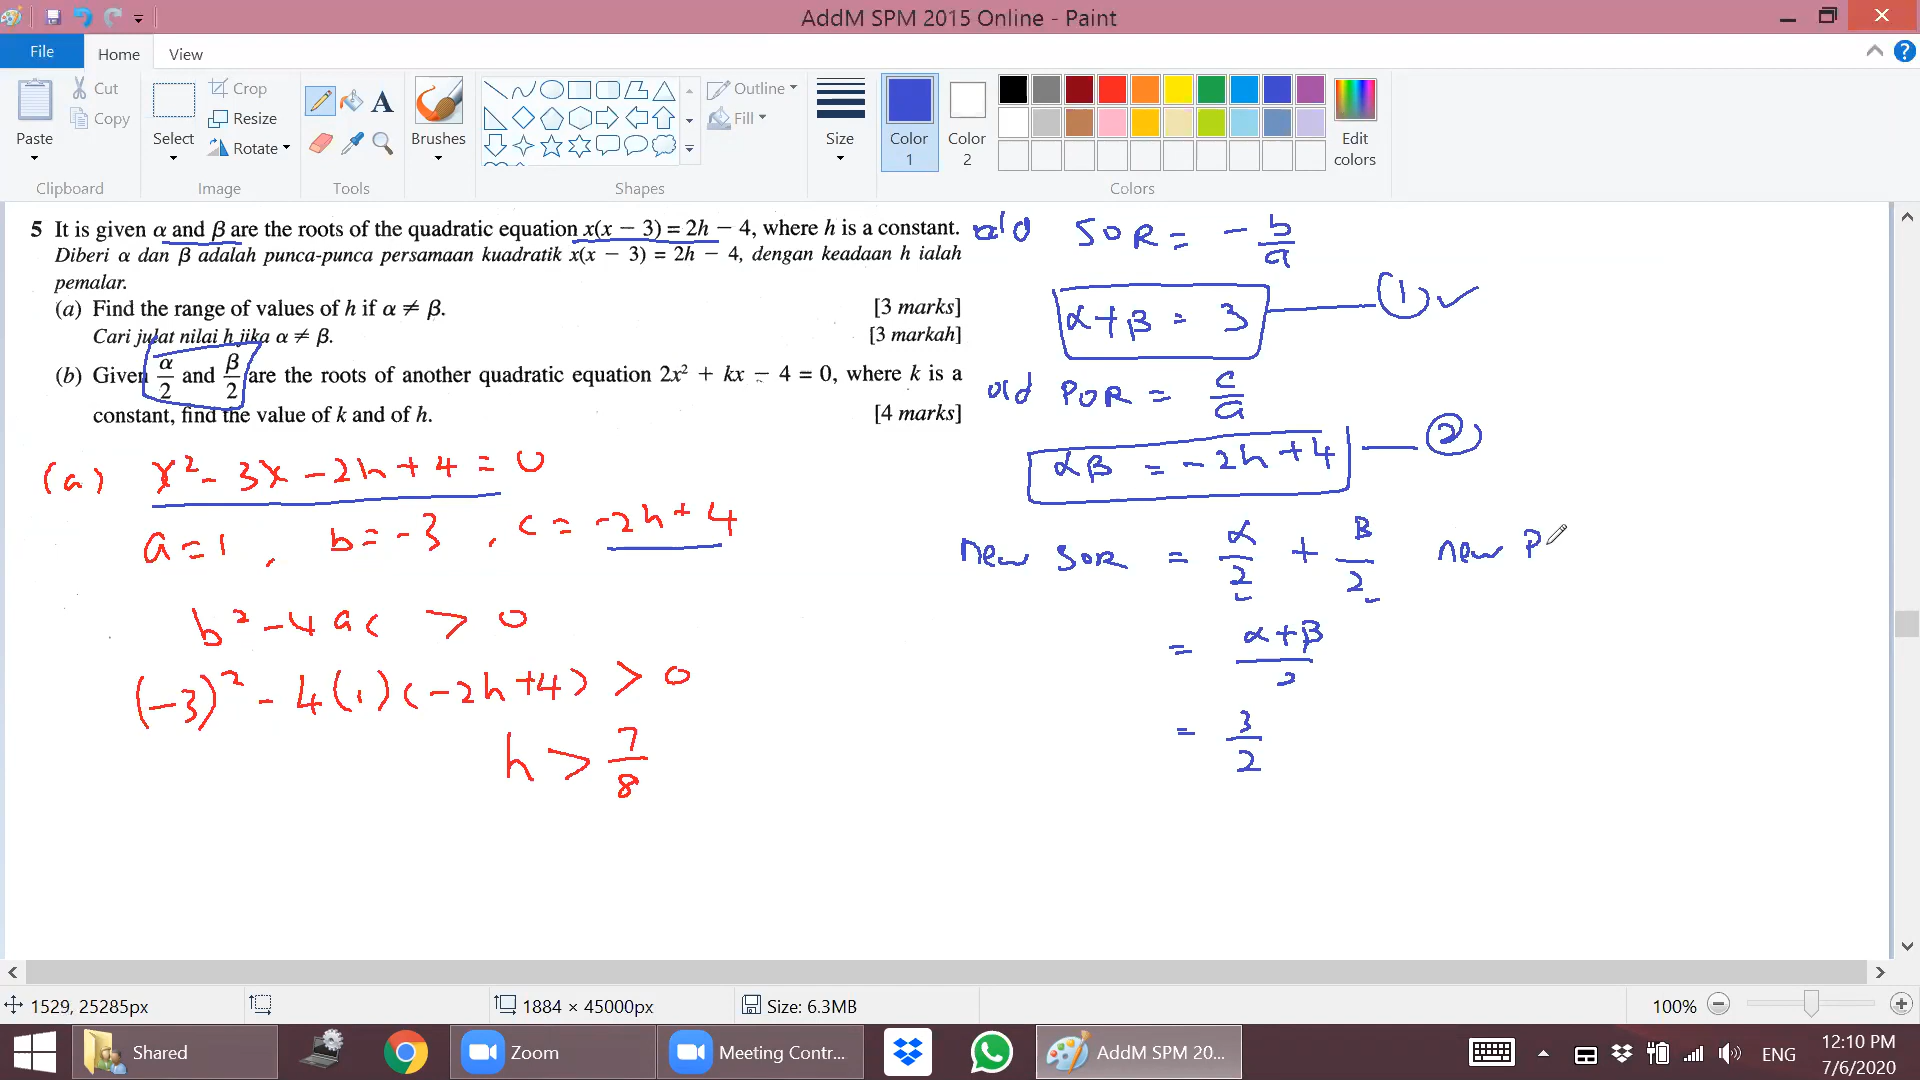 AddM SPM 2015 Online - Paint
File Home View
Cut
Copy
Paste
Clipboard
Crop
Resize
Rotate
Select
Image
Tools
Brushes
Outline
Fill
Shapes
Size
Color 1
Color 2
Edit colors
Colors
5 It is given α and β are the roots of the quadratic equation x(x − 3) = 2h − 4, where h is a constant.
Diberi α dan β adalah punca-punca persamaan kuadratik x(x − 3) = 2h − 4, dengan keadaan h ialah
pemalar.
(a) Find the range of values of h if α ≠ β. [3 marks]
Cari julat nilai h jika α ≠ β. [3 markah]
(b) Given α/2 and β/2 are the roots of another quadratic equation 2x² + kx − 4 = 0, where k is a
constant, find the value of k and of h. [4 marks]
(a) x² - 3x - 2h + 4 = 0
a = 1 , b = -3 , c = -2h + 4
b² - 4ac > 0
(-3)² - 4(1)(-2h+4) > 0
h > 7/8
old SOR = - b/a
α+β = 3 ①✓
old POR = c/a
αβ = -2h+4 ②
new SOR = α/2 + β/2 new P
= α+β/2
= 3/2
1529, 25285px
1884 × 45000px
Size: 6.3MB
100%
Shared
Zoom
Meeting Contr...
AddM SPM 20...
ENG
12:10 PM
7/6/2020